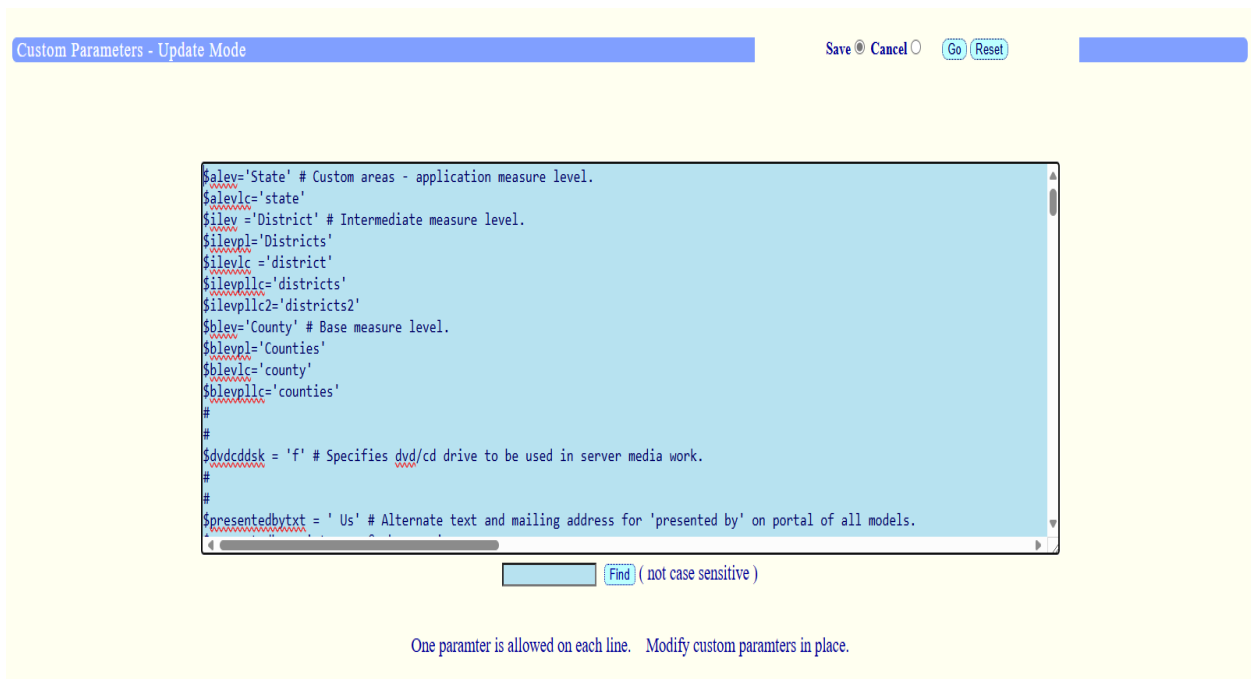 Custom Parameters - Update Mode
Save Cancel Go Reset
$alev='State' # Custom areas - application measure level.
$alevlc='state'
$ilev ='District' # Intermediate measure level.
$ilevpl='Districts'
$ilevlc ='district'
$ilevpllc='districts'
$ilevpllc2='districts2'
$blev='County' # Base measure level.
$blevpl='Counties'
$blevlc='county'
$blevpllc='counties'
#
#
$dvdcddsk = 'f' # Specifies dvd/cd drive to be used in server media work.
#
#
$presentedbytxt = ' Us' # Alternate text and mailing address for 'presented by' on portal of all models.
Find ( not case sensitive )
One paramter is allowed on each line. Modify custom paramters in place.